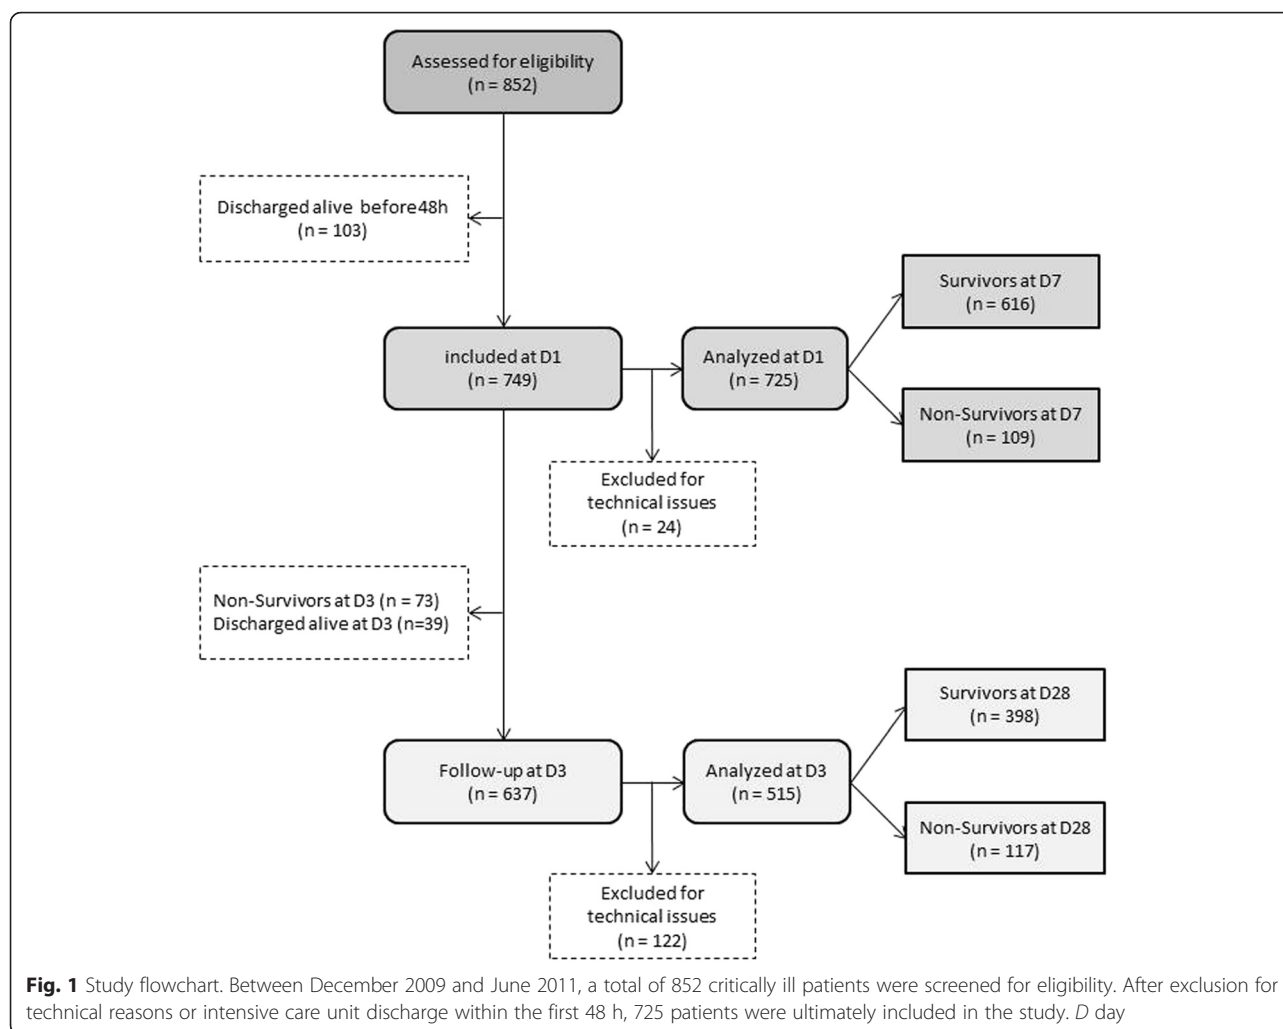 Assessed for eligibility
(n = 852)
Discharged alive before48h
(n = 103)
included at D1
(n = 749)
Analyzed at D1
(n = 725)
Survivors at D7
(n = 616)
Non-Survivors at D7
(n = 109)
Excluded for
technical issues
(n = 24)
Non-Survivors at D3 (n = 73)
Discharged alive at D3 (n=39)
Follow-up at D3
(n = 637)
Analyzed at D3
(n = 515)
Survivors at D28
(n = 398)
Non-Survivors at D28
(n = 117)
Excluded for
technical issues
(n = 122)
Fig. 1 Study flowchart. Between December 2009 and June 2011, a total of 852 critically ill patients were screened for eligibility. After exclusion for
technical reasons or intensive care unit discharge within the first 48 h, 725 patients were ultimately included in the study. D day